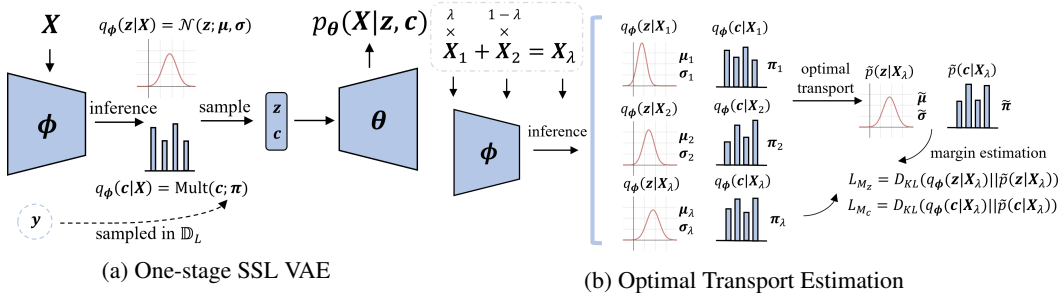 X
q_ϕ(z|X) = 𝒩(z; μ, σ)
ϕ
inference
sample
z
c
p_θ(X|z, c)
θ
q_ϕ(c|X) = Mult(c; π)
y
sampled in 𝔻_L
(a) One-stage SSL VAE
λ 1 − λ
× ×
X_1 + X_2 = X_λ
ϕ
inference
q_ϕ(z|X_1) q_ϕ(c|X_1)
μ_1
σ_1
π_1
q_ϕ(z|X_2) q_ϕ(c|X_2)
μ_2
σ_2
π_2
q_ϕ(z|X_λ) q_ϕ(c|X_λ)
μ_λ
σ_λ
π_λ
optimal
transport
p̃(z|X_λ) p̃(c|X_λ)
μ̃
σ̃
π̃
margin estimation
L_{M_z} = D_{KL}(q_ϕ(z|X_λ)||p̃(z|X_λ))
L_{M_c} = D_{KL}(q_ϕ(c|X_λ)||p̃(c|X_λ)
(b) Optimal Transport Estimation